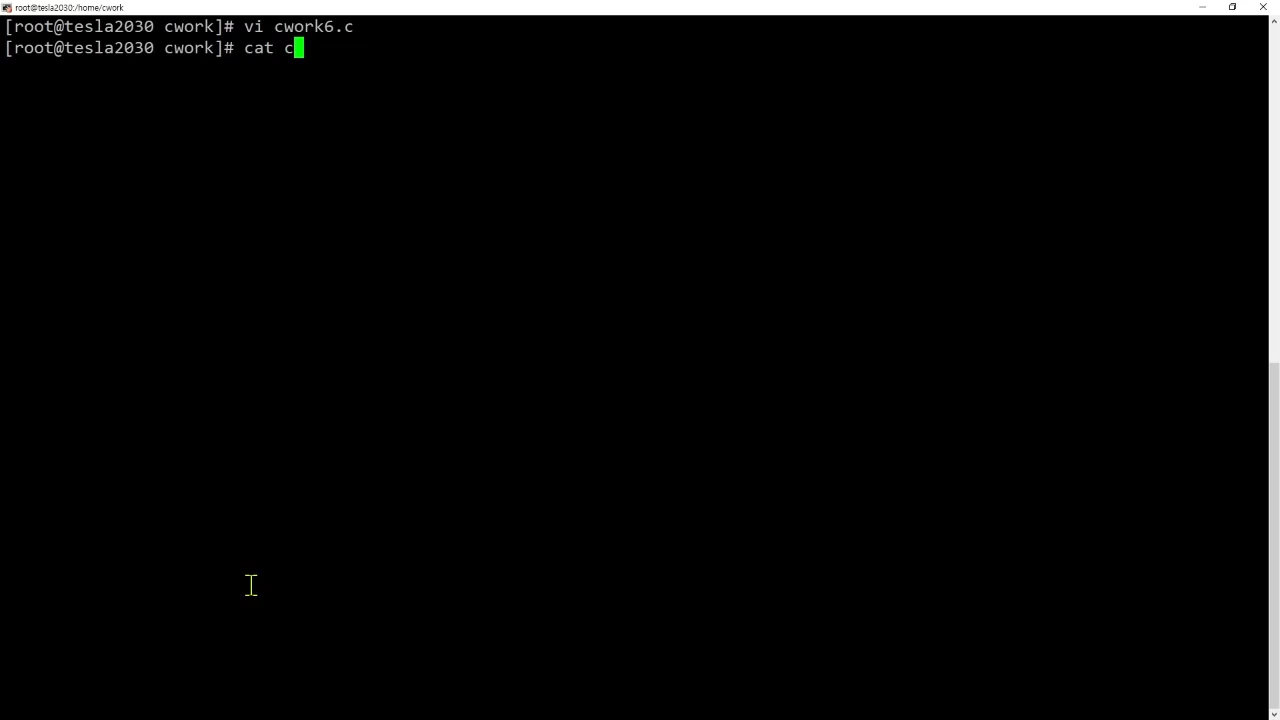 root@tesla2030:/home/cwork
[root@tesla2030 cwork]# vi cwork6.c
[root@tesla2030 cwork]# cat c